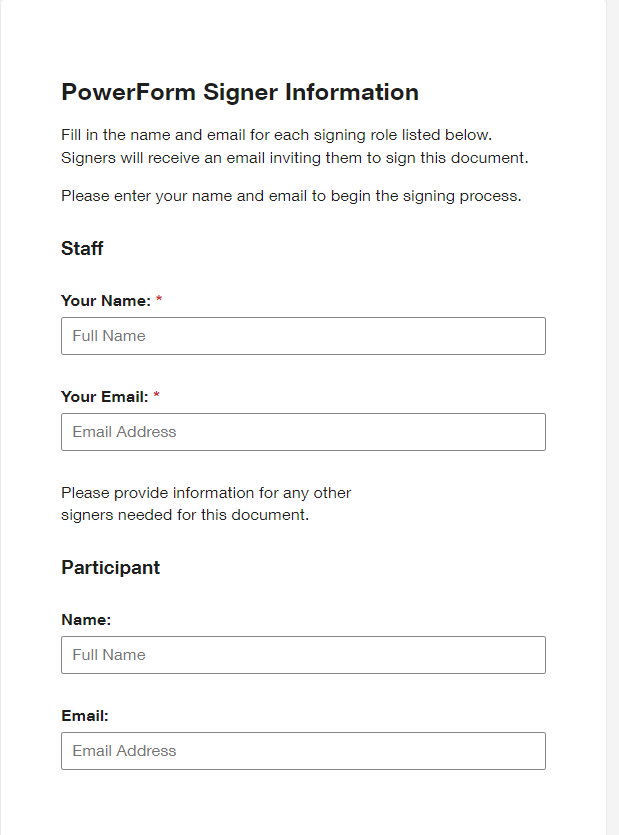 PowerForm Signer Information
Fill in the name and email for each signing role listed below.
Signers will receive an email inviting them to sign this document.
Please enter your name and email to begin the signing process.
Staff
Your Name: *
Full Name
Your Email: *
Email Address
Please provide information for any other
signers needed for this document.
Participant
Name:
Full Name
Email:
Email Address